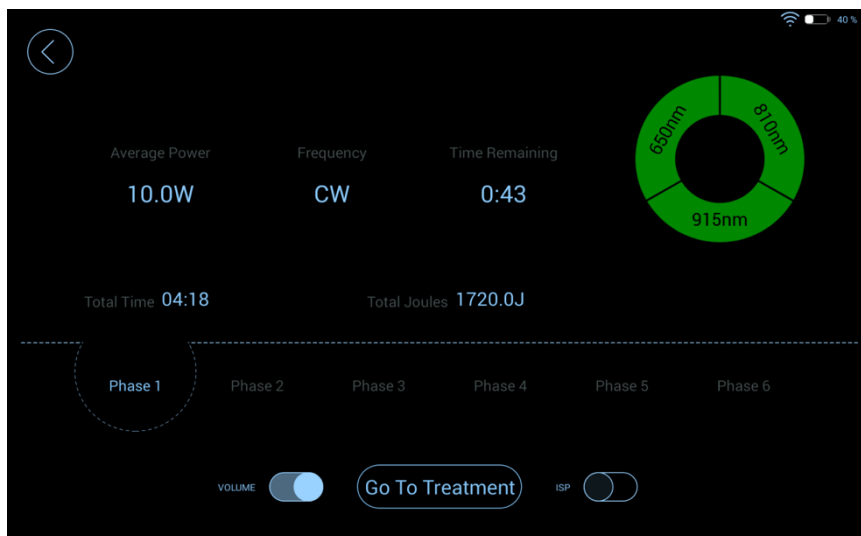 40 %
650nm
810nm
915nm
Average Power
Frequency
Time Remaining
10.0W
CW
0:43
Total Time 04:18
Total Joules 1720.0J
Phase 1
Phase 2
Phase 3
Phase 4
Phase 5
Phase 6
VOLUME
Go To Treatment
ISP